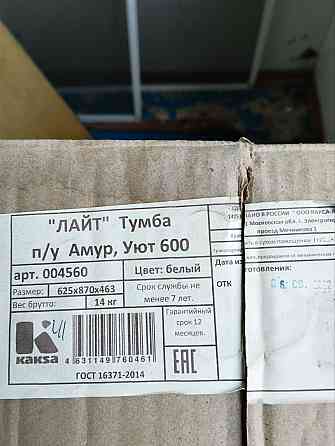 "ЛАЙТ" Тумба
п/у Амур, Уют 600
арт. 004560 Цвет: белый
Размер: 625x870x463
Срок службы не менее 7 лет.
Вес брутто: 14 кг
Гарантийный срок 12 месяцев.
kaksa
4 631149 760461
ЕАС
ГОСТ 16371-2014
В РОССИИ
Московская обл.
проезд Мечникова 1
Дата из готовления:
ОТК